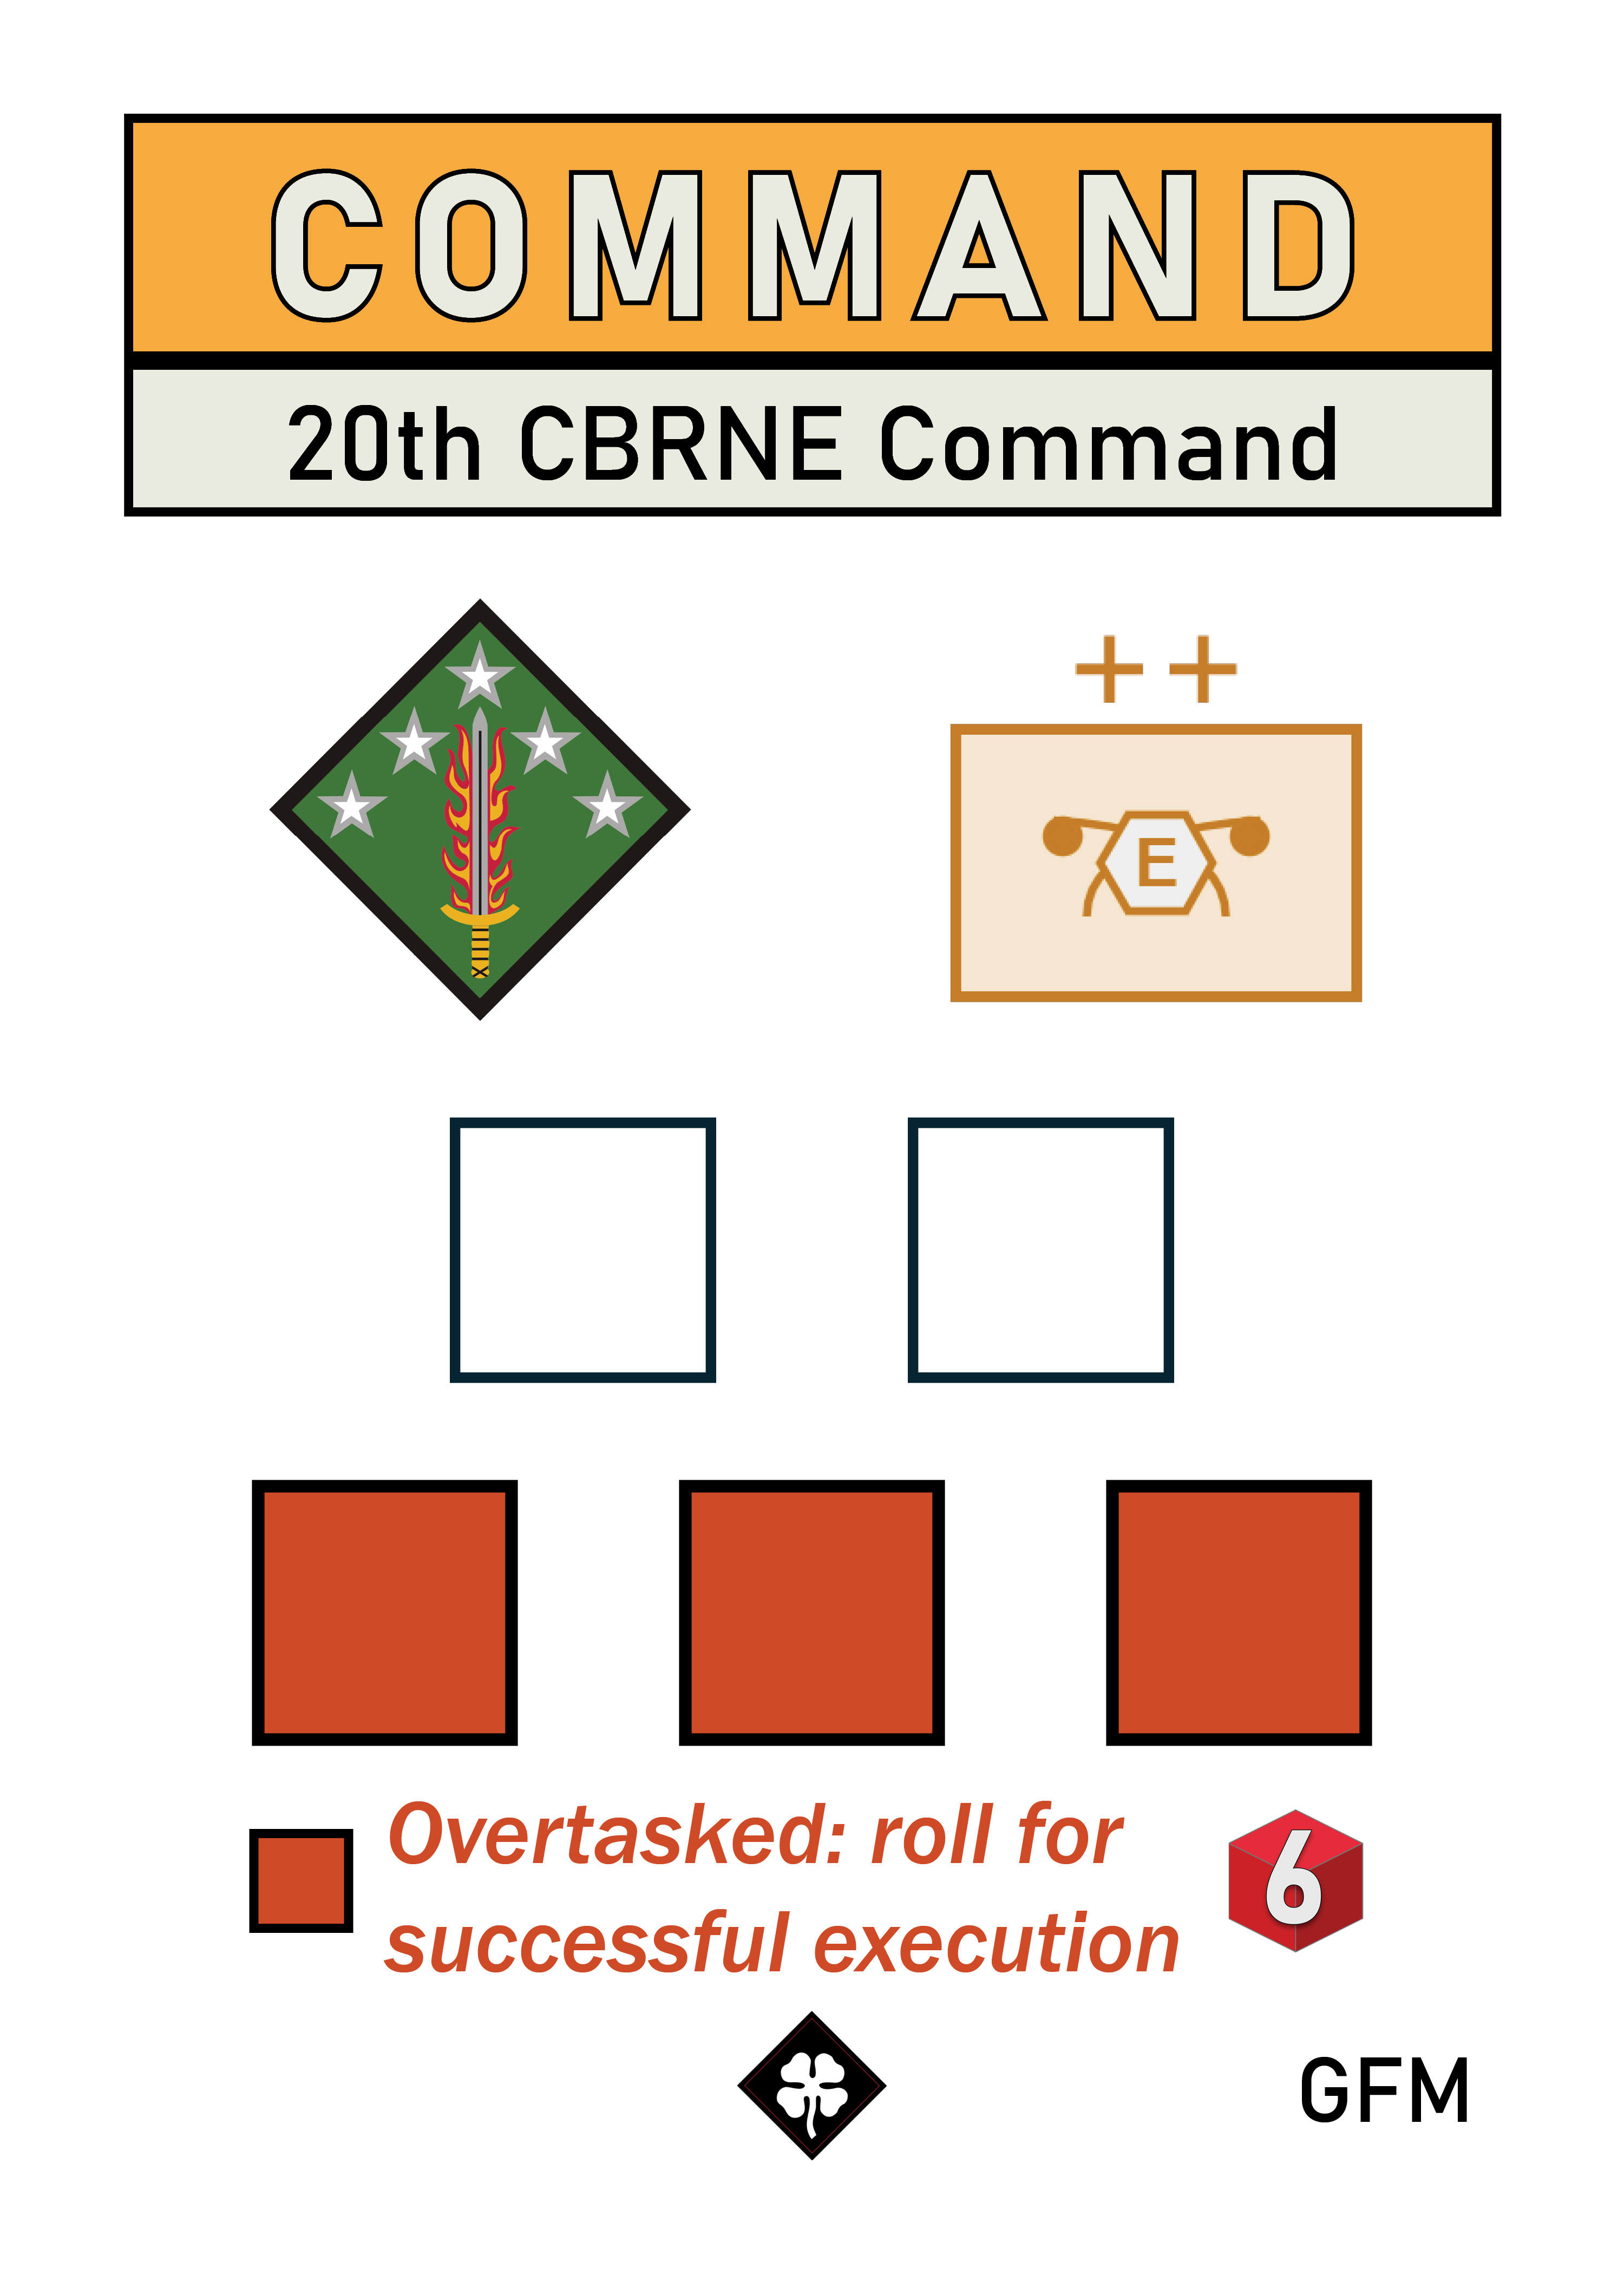 COMMAND
20th CBRNE Command
++
E
Overtasked: roll for
successful execution
6
GFM